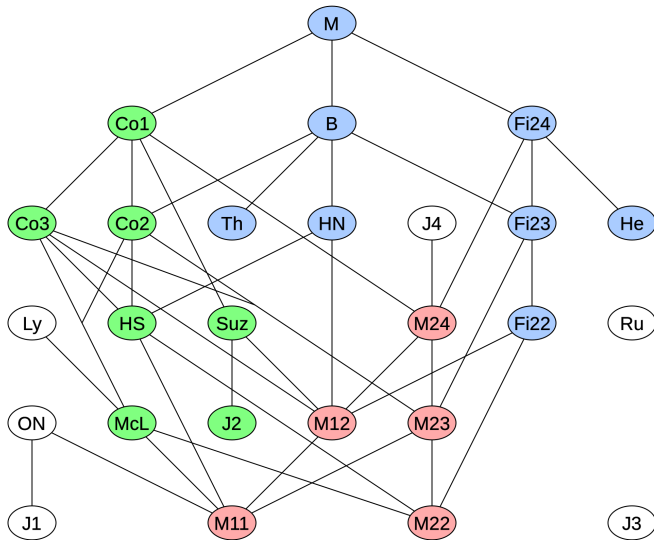 M
Co1 B Fi24
Co3 Co2 Th HN J4 Fi23 He
Ly HS Suz M24 Fi22 Ru
ON McL J2 M12 M23
J1 M11 M22 J3